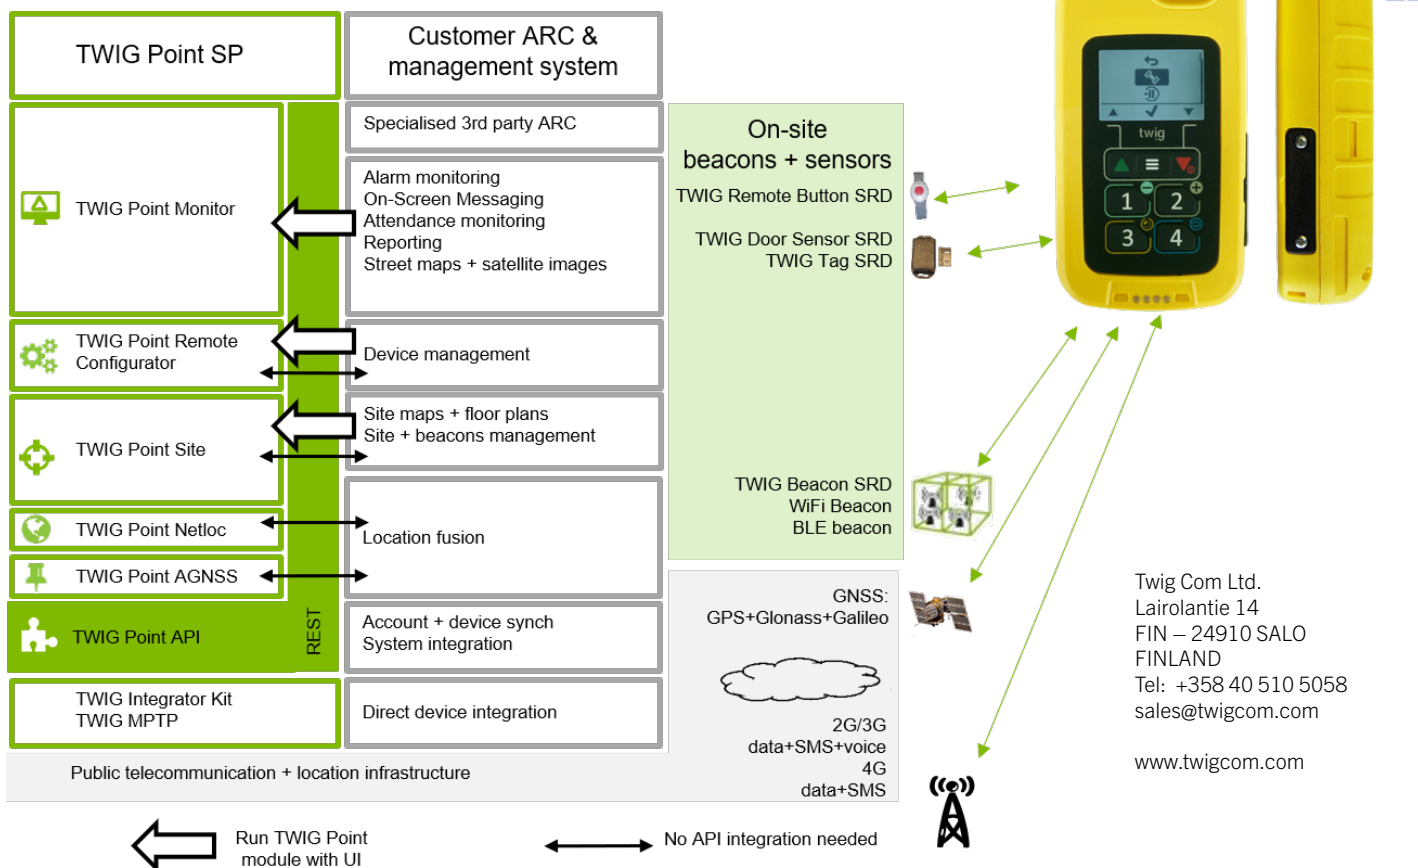 TWIG Point SP
Customer ARC &
management system
TWIG Point Monitor
Specialised 3rd party ARC
Alarm monitoring
On-Screen Messaging
Attendance monitoring
Reporting
Street maps + satellite images
TWIG Point Remote
Configurator
Device management
TWIG Point Site
Site maps + floor plans
Site + beacons management
TWIG Point Netloc
Location fusion
TWIG Point AGNSS
TWIG Point API
REST
Account + device synch
System integration
TWIG Integrator Kit
TWIG MPTP
Direct device integration
Public telecommunication + location infrastructure
Run TWIG Point
module with UI
No API integration needed
On-site
beacons + sensors
TWIG Remote Button SRD
TWIG Door Sensor SRD
TWIG Tag SRD
TWIG Beacon SRD
WiFi Beacon
BLE beacon
GNSS:
GPS+Glonass+Galileo
2G/3G
data+SMS+voice
4G
data+SMS
twig
1 2
3 4
Twig Com Ltd.
Lairolantie 14
FIN – 24910 SALO
FINLAND
Tel: +358 40 510 5058
sales@twigcom.com
www.twigcom.com